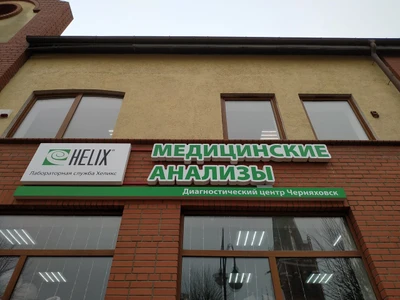 HELIX
Лабораторная служба Хеликс
МЕДИЦИНСКИЕ
АНАЛИЗЫ
Диагностический центр Черняховск